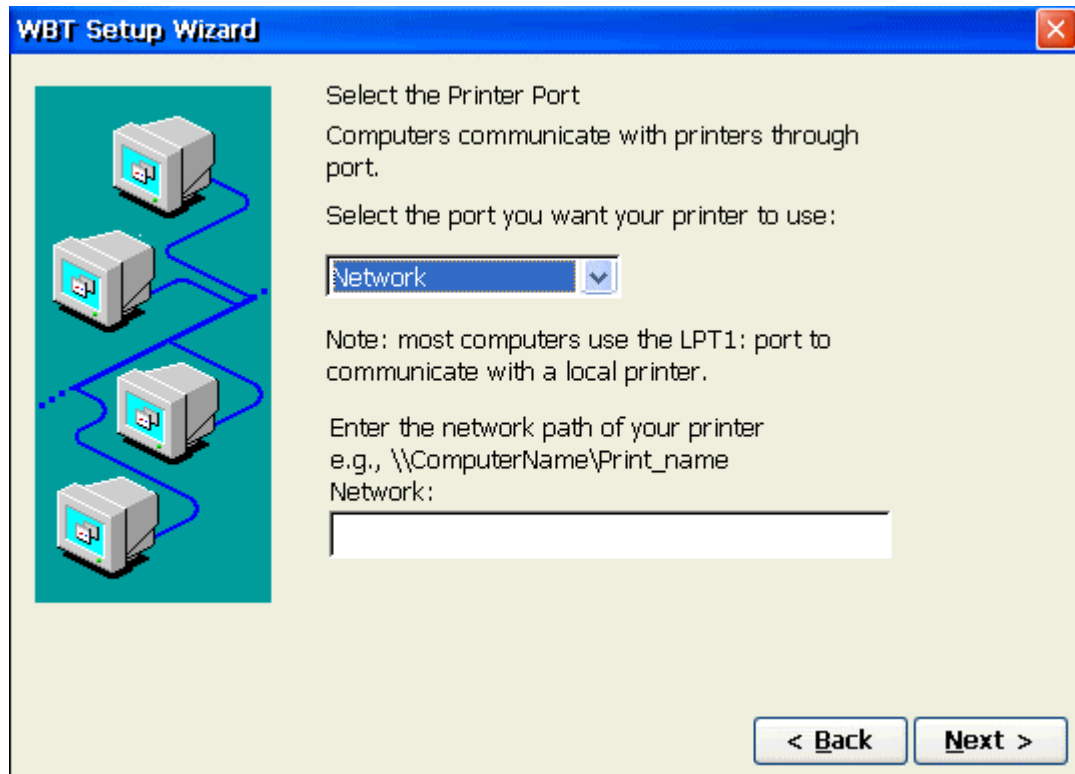 WBT Setup Wizard
Select the Printer Port
Computers communicate with printers through
port.
Select the port you want your printer to use:
Network
Note: most computers use the LPT1: port to
communicate with a local printer.
Enter the network path of your printer
e.g., \\ComputerName\Print_name
Network:
< Back
Next >